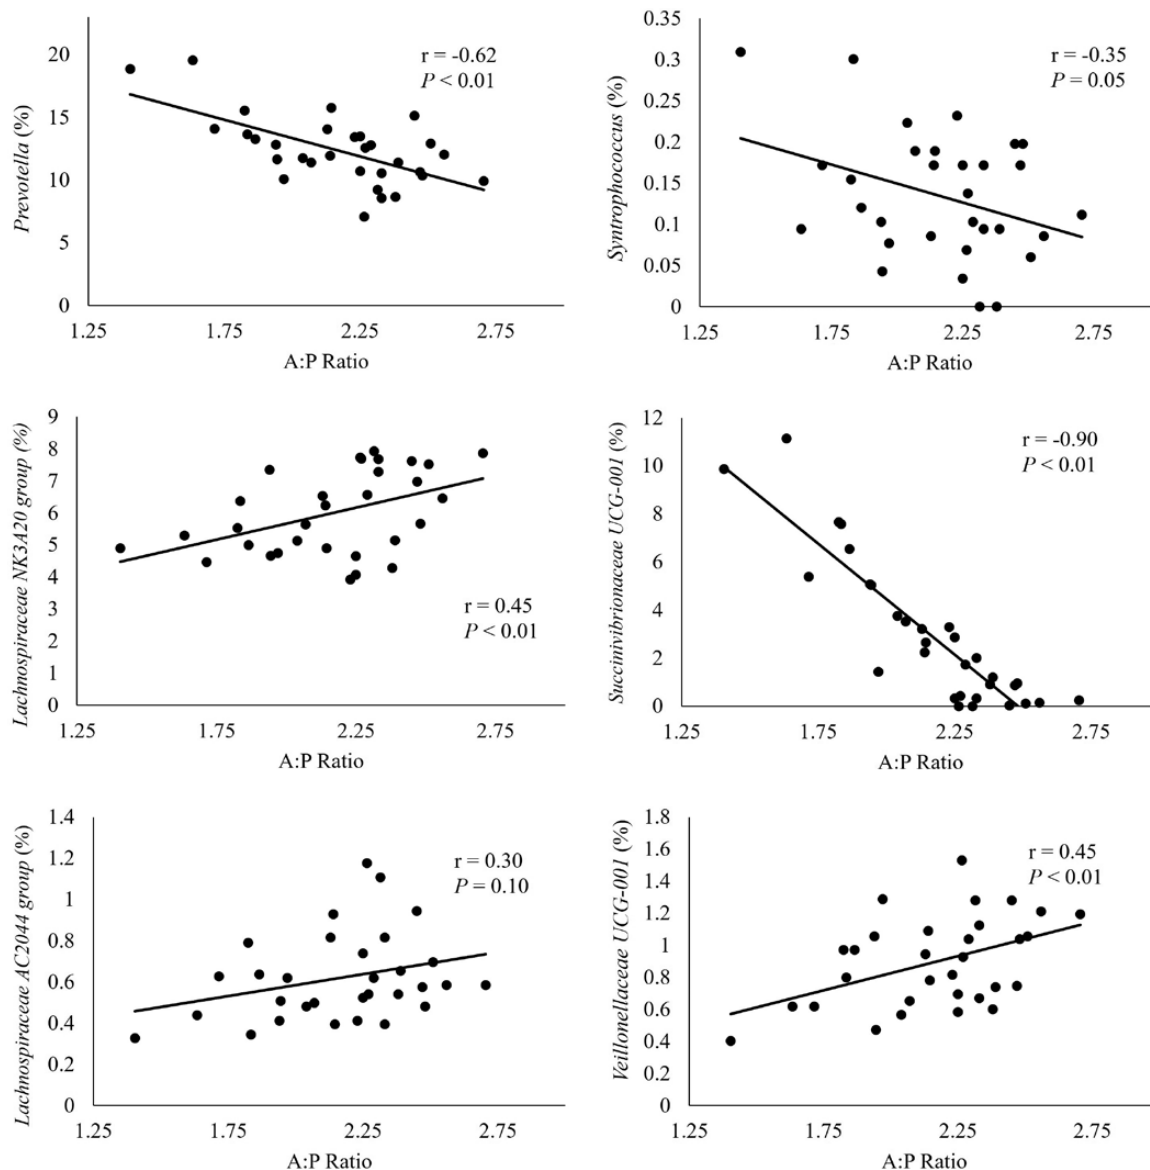 Prevotella (%)
20
15
10
5
0
r = -0.62
P < 0.01
1.25 1.75 2.25 2.75
A:P Ratio
Syntrophococcus (%)
0.35
0.3
0.25
0.2
0.15
0.1
0.05
0
r = -0.35
P = 0.05
1.25 1.75 2.25 2.75
A:P Ratio
Lachnospiraceae NK3A20 group (%)
9
8
7
6
5
4
3
2
1
0
r = 0.45
P < 0.01
1.25 1.75 2.25 2.75
A:P Ratio
Succinivibrionaceae UCG-001 (%)
12
10
8
6
4
2
0
r = -0.90
P < 0.01
1.25 1.75 2.25 2.75
A:P Ratio
Lachnospiraceae AC2044 group (%)
1.4
1.2
1
0.8
0.6
0.4
0.2
0
r = 0.30
P = 0.10
1.25 1.75 2.25 2.75
A:P Ratio
Veillonellaceae UCG-001 (%)
1.8
1.6
1.4
1.2
1
0.8
0.6
0.4
0.2
0
r = 0.45
P < 0.01
1.25 1.75 2.25 2.75
A:P Ratio